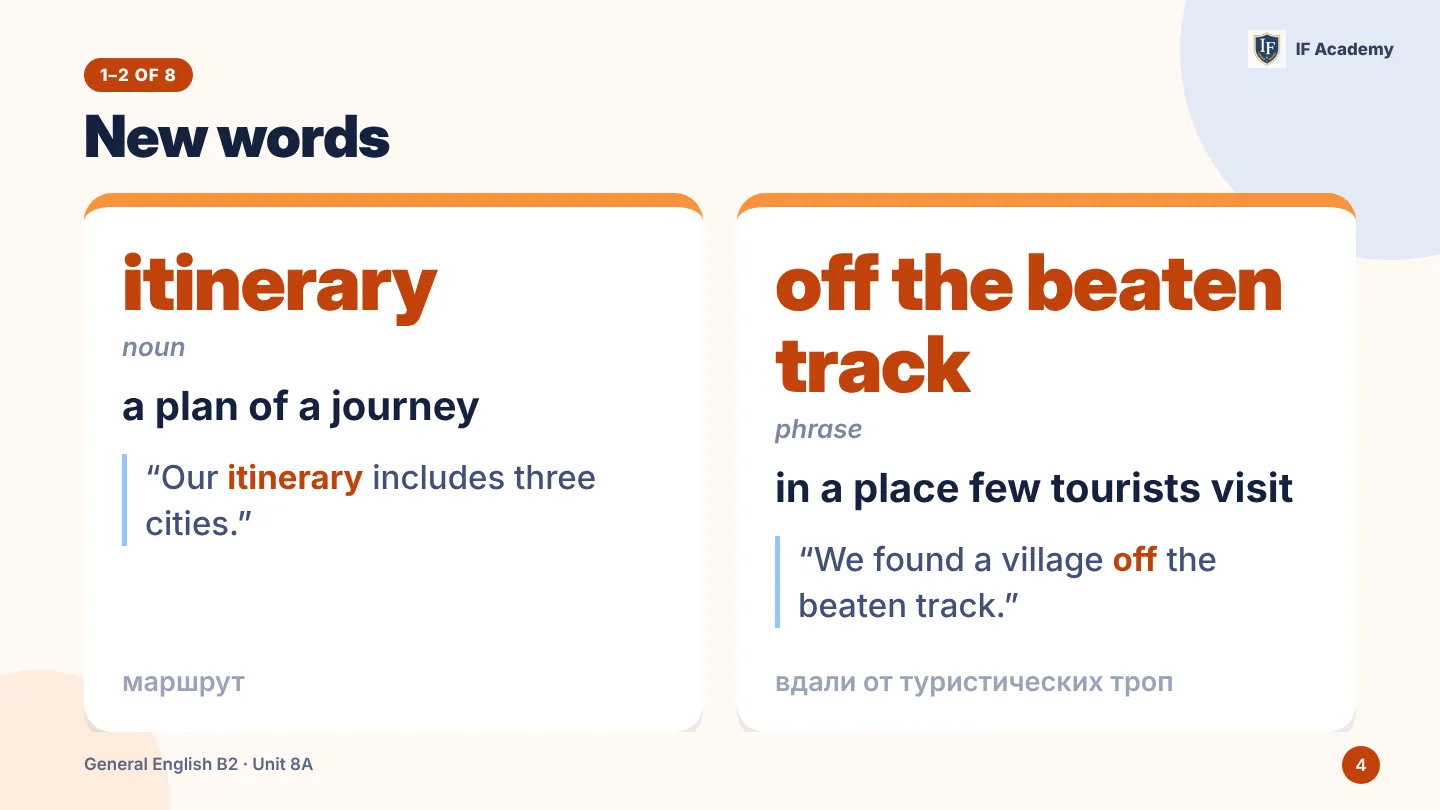 IF Academy
1–2 OF 8
New words
itinerary
noun
a plan of a journey
“Our itinerary includes three
cities.”
маршрут
off the beaten
track
phrase
in a place few tourists visit
“We found a village off the
beaten track.”
вдали от туристических троп
General English B2 · Unit 8A
4